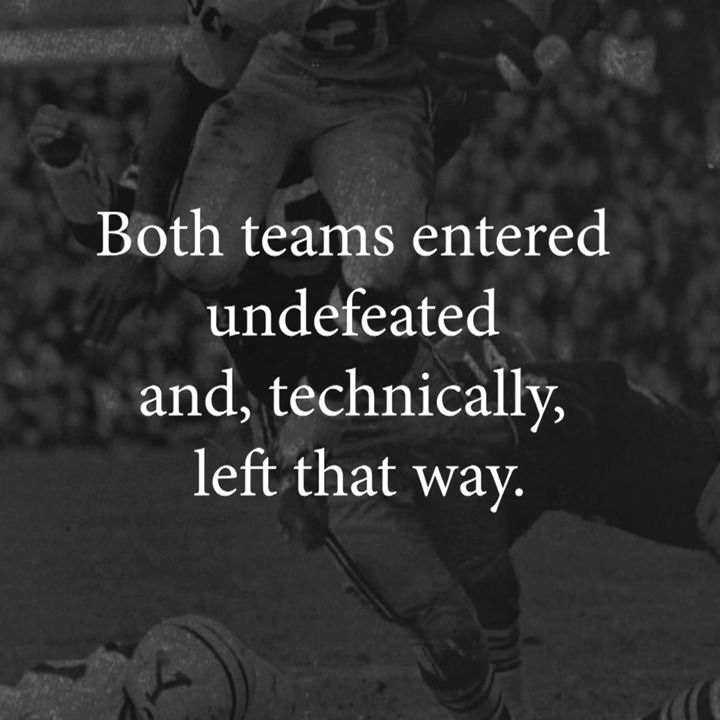 Both teams entered
undefeated
and, technically,
left that way.
Y